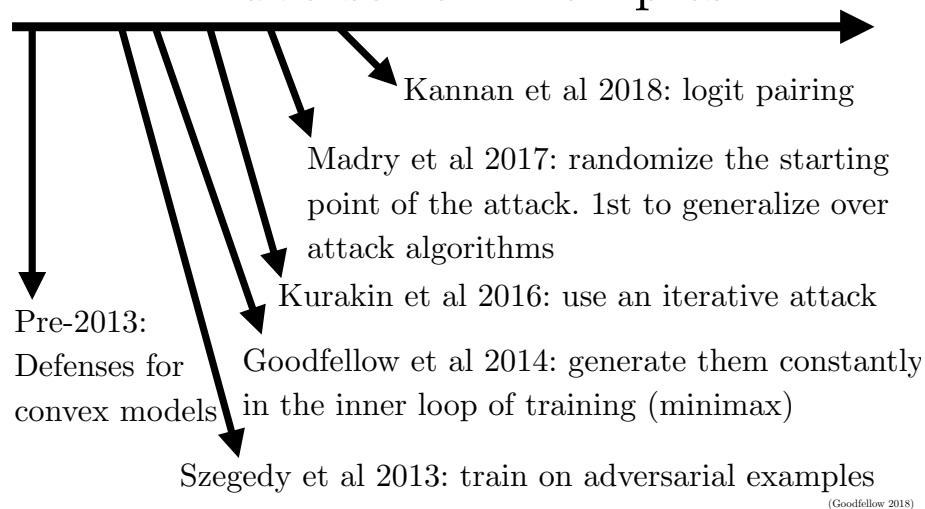 Kannan et al 2018: logit pairing
Madry et al 2017: randomize the starting
point of the attack. 1st to generalize over
attack algorithms
Kurakin et al 2016: use an iterative attack
Pre-2013:
Defenses for
convex models
Goodfellow et al 2014: generate them constantly
in the inner loop of training (minimax)
Szegedy et al 2013: train on adversarial examples
(Goodfellow 2018)